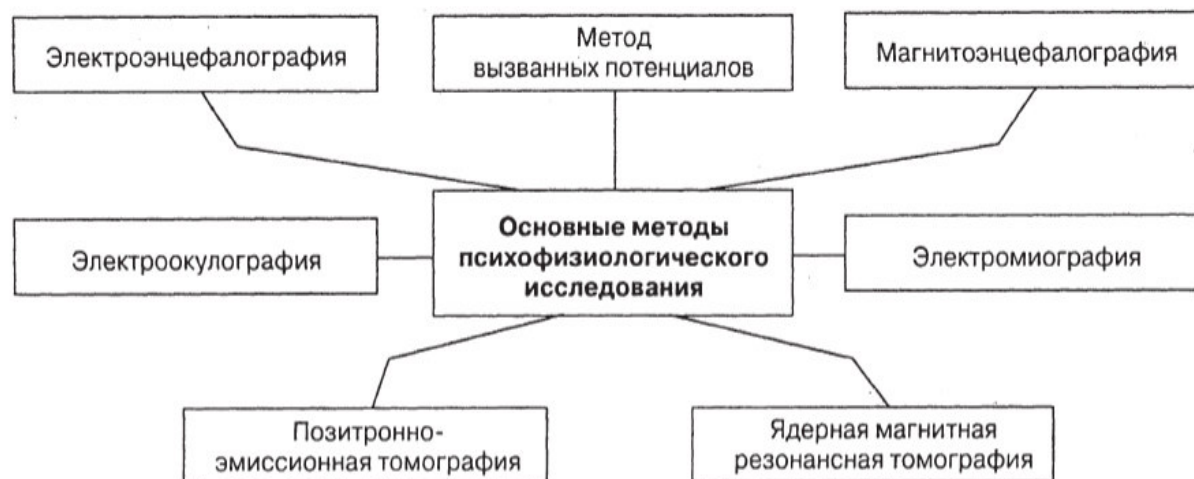 Электроэнцефалография
Метод
вызванных потенциалов
Магнитоэнцефалография
Электроокулография
Основные методы
психофизиологического
исследования
Электромиография
Позитронно-
эмиссионная томография
Ядерная магнитная
резонансная томография